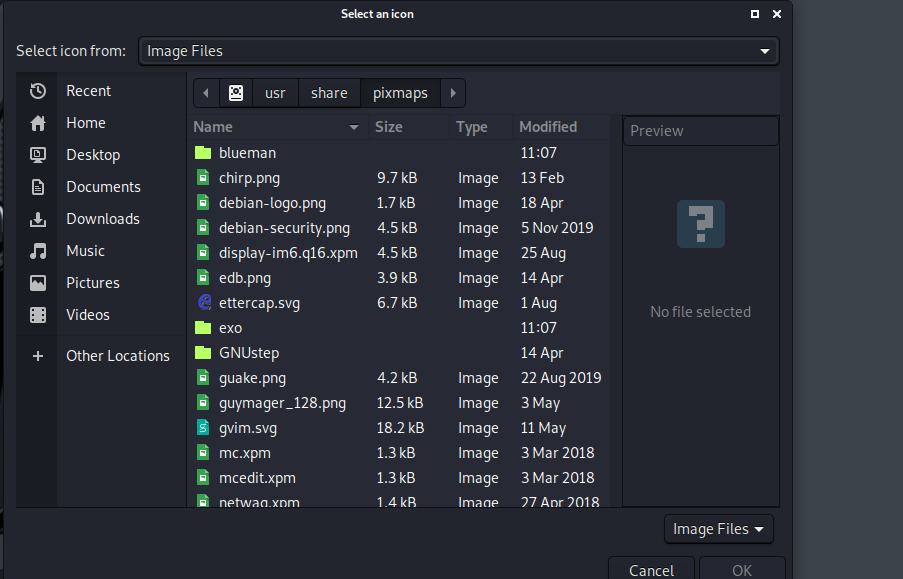 Select an icon
Select icon from: Image Files
Recent
Home
Desktop
Documents
Downloads
Music
Pictures
Videos
+ Other Locations
usr share pixmaps
Name Size Type Modified
blueman 11:07
chirp.png 9.7 kB Image 13 Feb
debian-logo.png 1.7 kB Image 18 Apr
debian-security.png 4.5 kB Image 5 Nov 2019
display-im6.q16.xpm 4.5 kB Image 25 Aug
edb.png 3.9 kB Image 14 Apr
ettercap.svg 6.7 kB Image 1 Aug
exo 11:07
GNUstep 14 Apr
guake.png 4.2 kB Image 22 Aug 2019
guymager_128.png 12.5 kB Image 3 May
gvim.svg 18.2 kB Image 11 May
mc.xpm 1.3 kB Image 3 Mar 2018
mcedit.xpm 1.3 kB Image 3 Mar 2018
netwag.xpm 1.4 kB Image 27 Apr 2018
Preview
?
No file selected
Image Files
Cancel OK